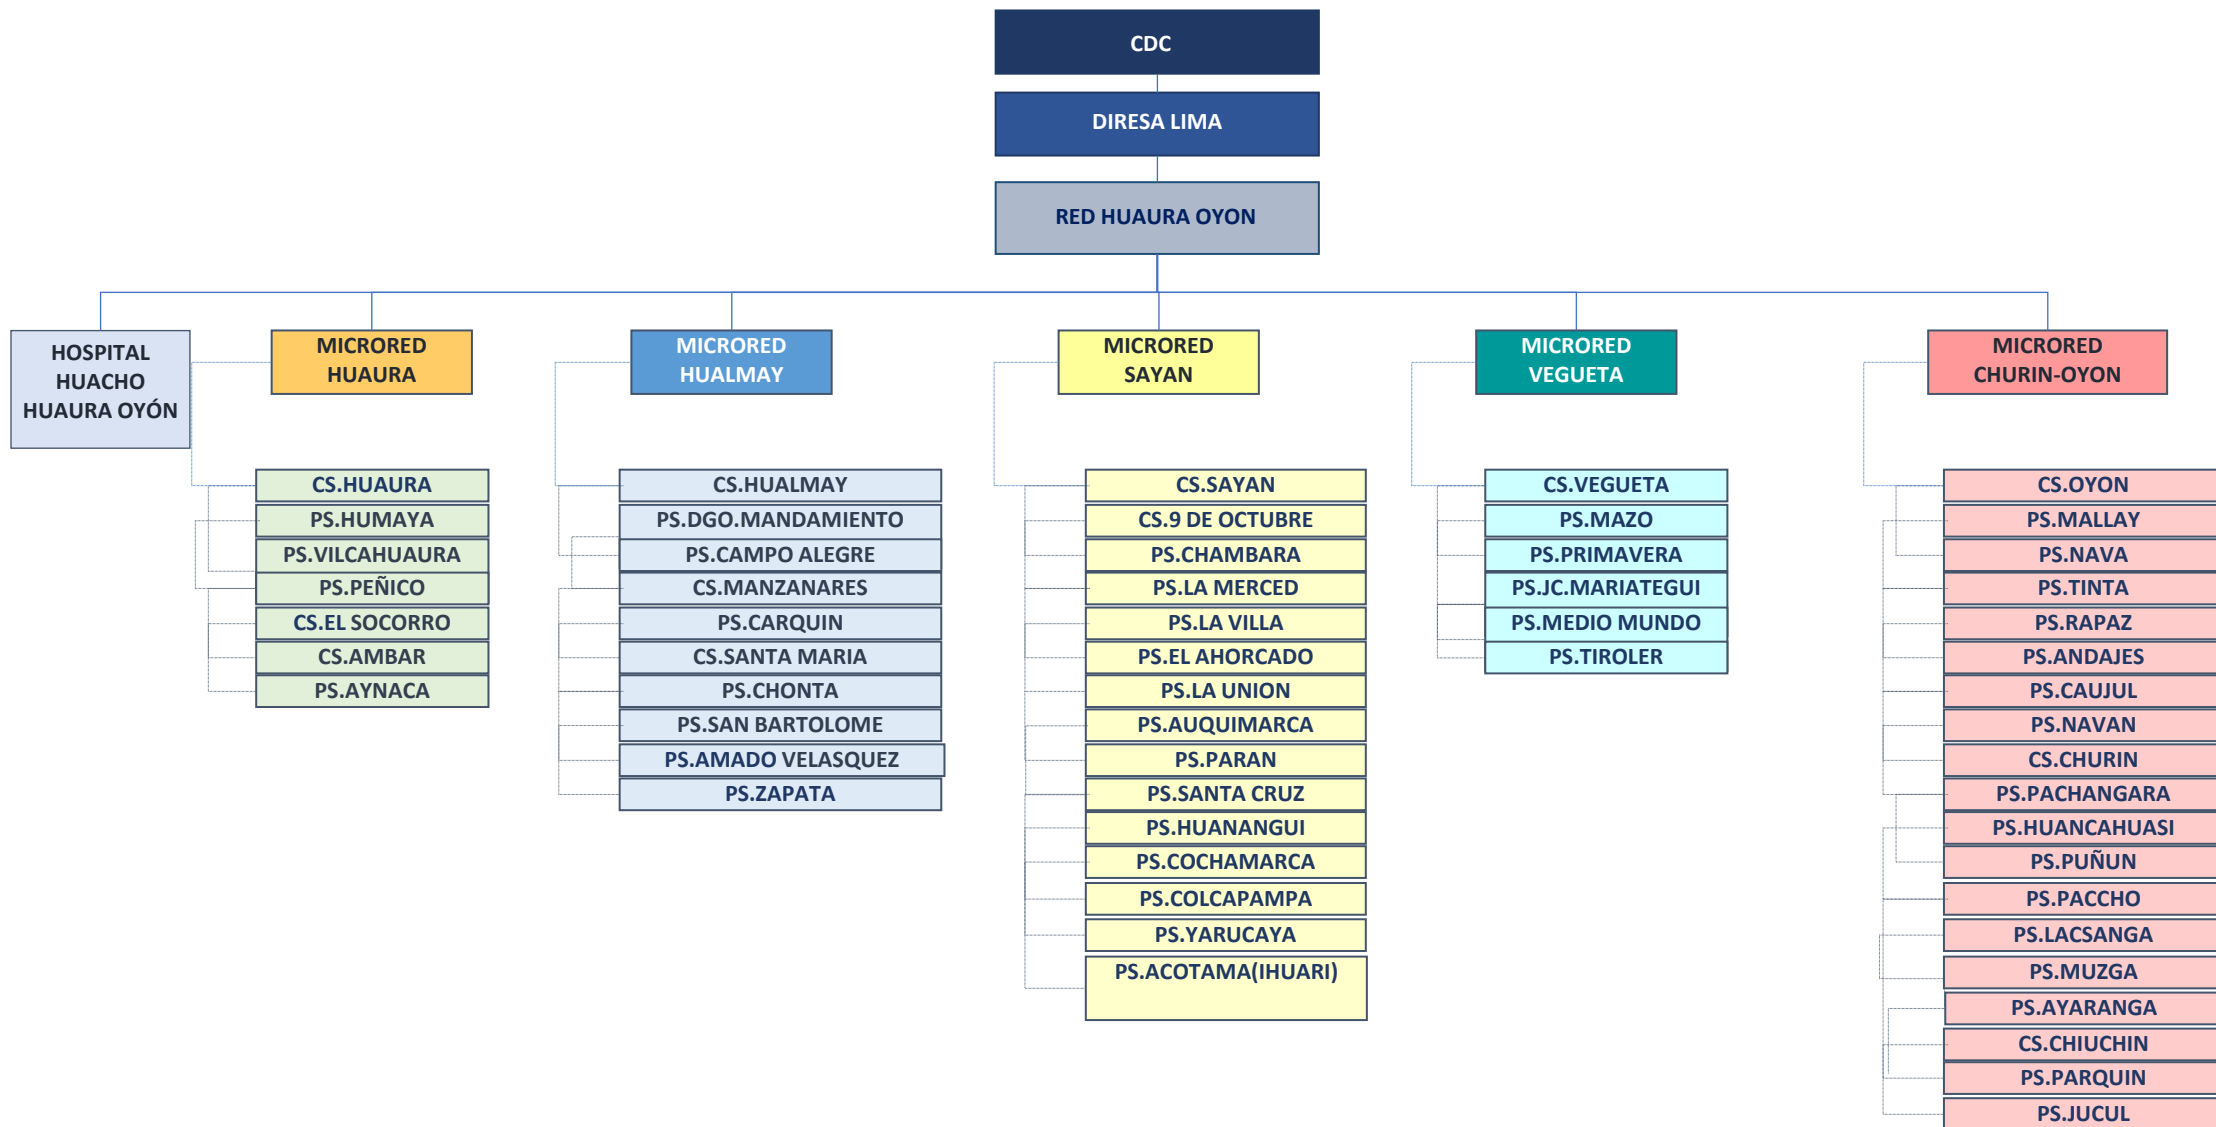 CDC
DIRESA LIMA
RED HUAURA OYON
HOSPITAL
HUACHO
HUAURA OYÓN
MICRORED
HUAURA
CS.HUAURA
PS.HUMAYA
PS.VILCAHUAURA
PS.PEÑICO
CS.EL SOCORRO
CS.AMBAR
PS.AYNACA
MICRORED
HUALMAY
CS.HUALMAY
PS.DGO.MANDAMIENTO
PS.CAMPO ALEGRE
CS.MANZANARES
PS.CARQUIN
CS.SANTA MARIA
PS.CHONTA
PS.SAN BARTOLOME
PS.AMADO VELASQUEZ
PS.ZAPATA
MICRORED
SAYAN
CS.SAYAN
CS.9 DE OCTUBRE
PS.CHAMBARA
PS.LA MERCED
PS.LA VILLA
PS.EL AHORCADO
PS.LA UNION
PS.AUQUIMARCA
PS.PARAN
PS.SANTA CRUZ
PS.HUANANGUI
PS.COCHAMARCA
PS.COLCAPAMPA
PS.YARUCAYA
PS.ACOTAMA(IHUARI)
MICRORED
VEGUETA
CS.VEGUETA
PS.MAZO
PS.PRIMAVERA
PS.JC.MARIATEGUI
PS.MEDIO MUNDO
PS.TIROLER
MICRORED
CHURIN-OYON
CS.OYON
PS.MALLAY
PS.NAVA
PS.TINTA
PS.RAPAZ
PS.ANDAJES
PS.CAUJUL
PS.NAVAN
CS.CHURIN
PS.PACHANGARA
PS.HUANCAHUASI
PS.PUÑUN
PS.PACCHO
PS.LACSANGA
PS.MUZGA
PS.AYARANGA
CS.CHIUCHIN
PS.PARQUIN
PS.JUCUL